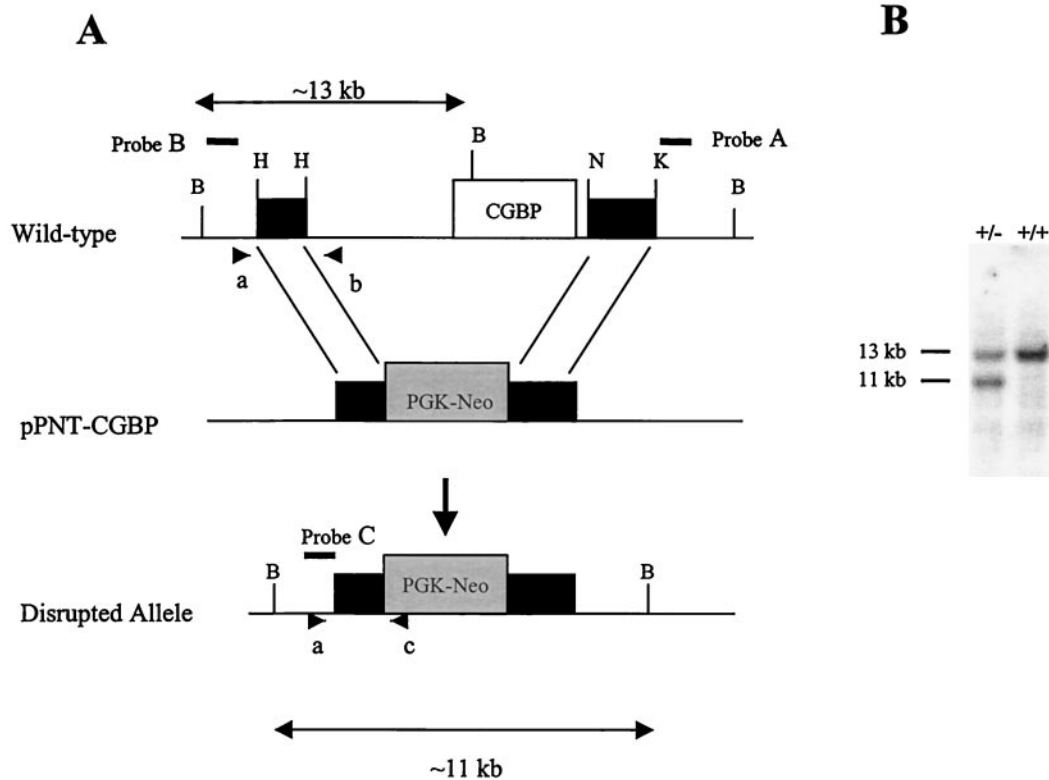 A
B
~13 kb
Probe B
Probe A
B
H
H
B
N
K
B
CGBP
Wild-type
a
b
PGK-Neo
pPNT-CGBP
Probe C
B
PGK-Neo
B
Disrupted Allele
a
c
~11 kb
+/- +/+
13 kb
11 kb